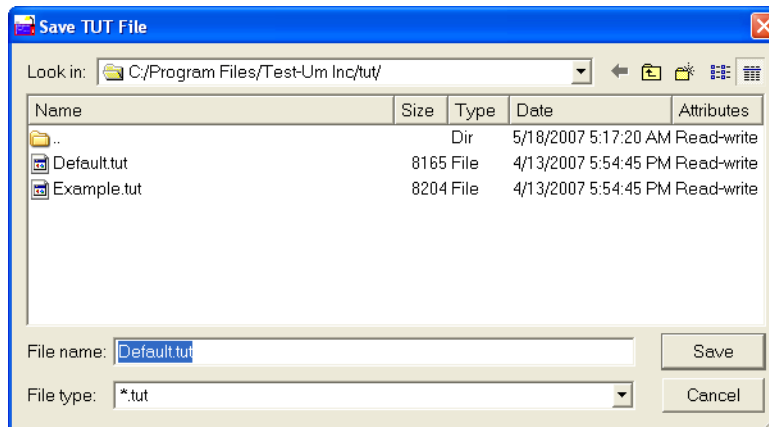 Save TUT File
Look in: C:/Program Files/Test-Um Inc/tut/
Name Size Type Date Attributes
.. Dir 5/18/2007 5:17:20 AM Read-write
Default.tut 8165 File 4/13/2007 5:54:45 PM Read-write
Example.tut 8204 File 4/13/2007 5:54:45 PM Read-write
File name: Default.tut Save
File type: *.tut Cancel